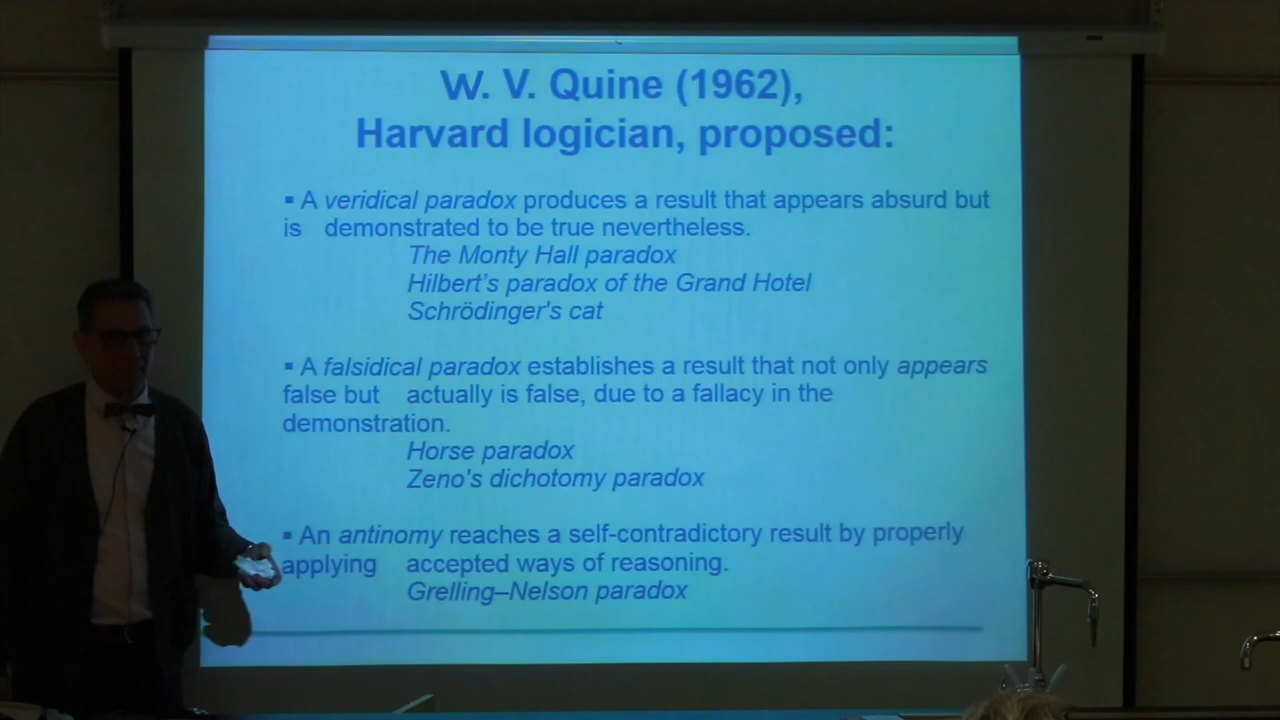 W. V. Quine (1962),
Harvard logician, proposed:
▪ A veridical paradox produces a result that appears absurd but
is demonstrated to be true nevertheless.
The Monty Hall paradox
Hilbert's paradox of the Grand Hotel
Schrödinger's cat
▪ A falsidical paradox establishes a result that not only appears
false but actually is false, due to a fallacy in the
demonstration.
Horse paradox
Zeno's dichotomy paradox
▪ An antinomy reaches a self-contradictory result by properly
applying accepted ways of reasoning.
Grelling–Nelson paradox